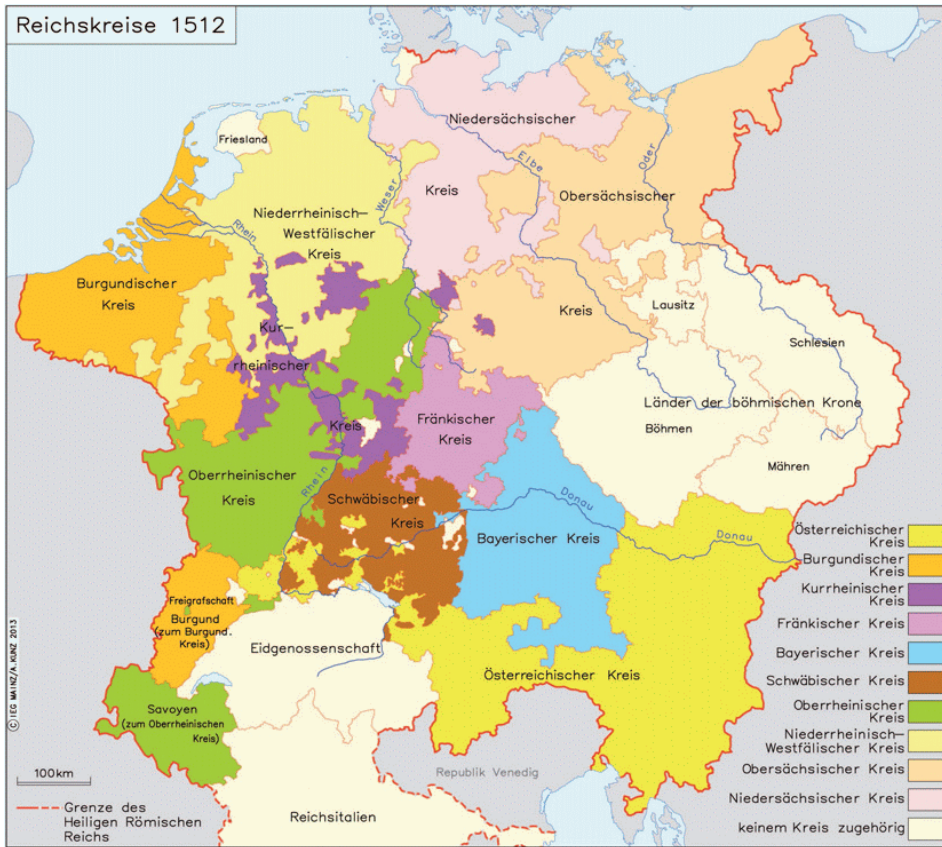 Reichskreise 1512
Niedersächsischer
Friesland
Elbe
Oder
Weser
Kreis
Obersächsischer
Rhein
Niederrheinisch–
Westfälischer
Kreis
Burgundischer
Kreis
Lausitz
Kreis
Kur–
Schlesien
rheinischer
Länder der böhmischen Krone
Kreis
Fränkischer
Kreis
Böhmen
Mähren
Oberrheinischer
Kreis
Rhein
Schwäbischer
Kreis
Donau
Bayerischer Kreis
Donau
Freigrafschaft
Burgund
(zum Burgund.
Kreis)
Eidgenossenschaft
Österreichischer Kreis
Savoyen
(zum Oberrheinischen
Kreis)
Republik Venedig
Reichsitalien
Österreichischer
Kreis
Burgundischer
Kreis
Kurrheinischer
Kreis
Fränkischer Kreis
Bayerischer Kreis
Schwäbischer Kreis
Oberrheinischer
Kreis
Niederrheinisch–
Westfälischer Kreis
Obersächsischer Kreis
Niedersächsischer Kreis
keinem Kreis zugehörig
100km
Grenze des
Heiligen Römischen
Reichs
© IEG MAINZ/A.KUNZ 2013